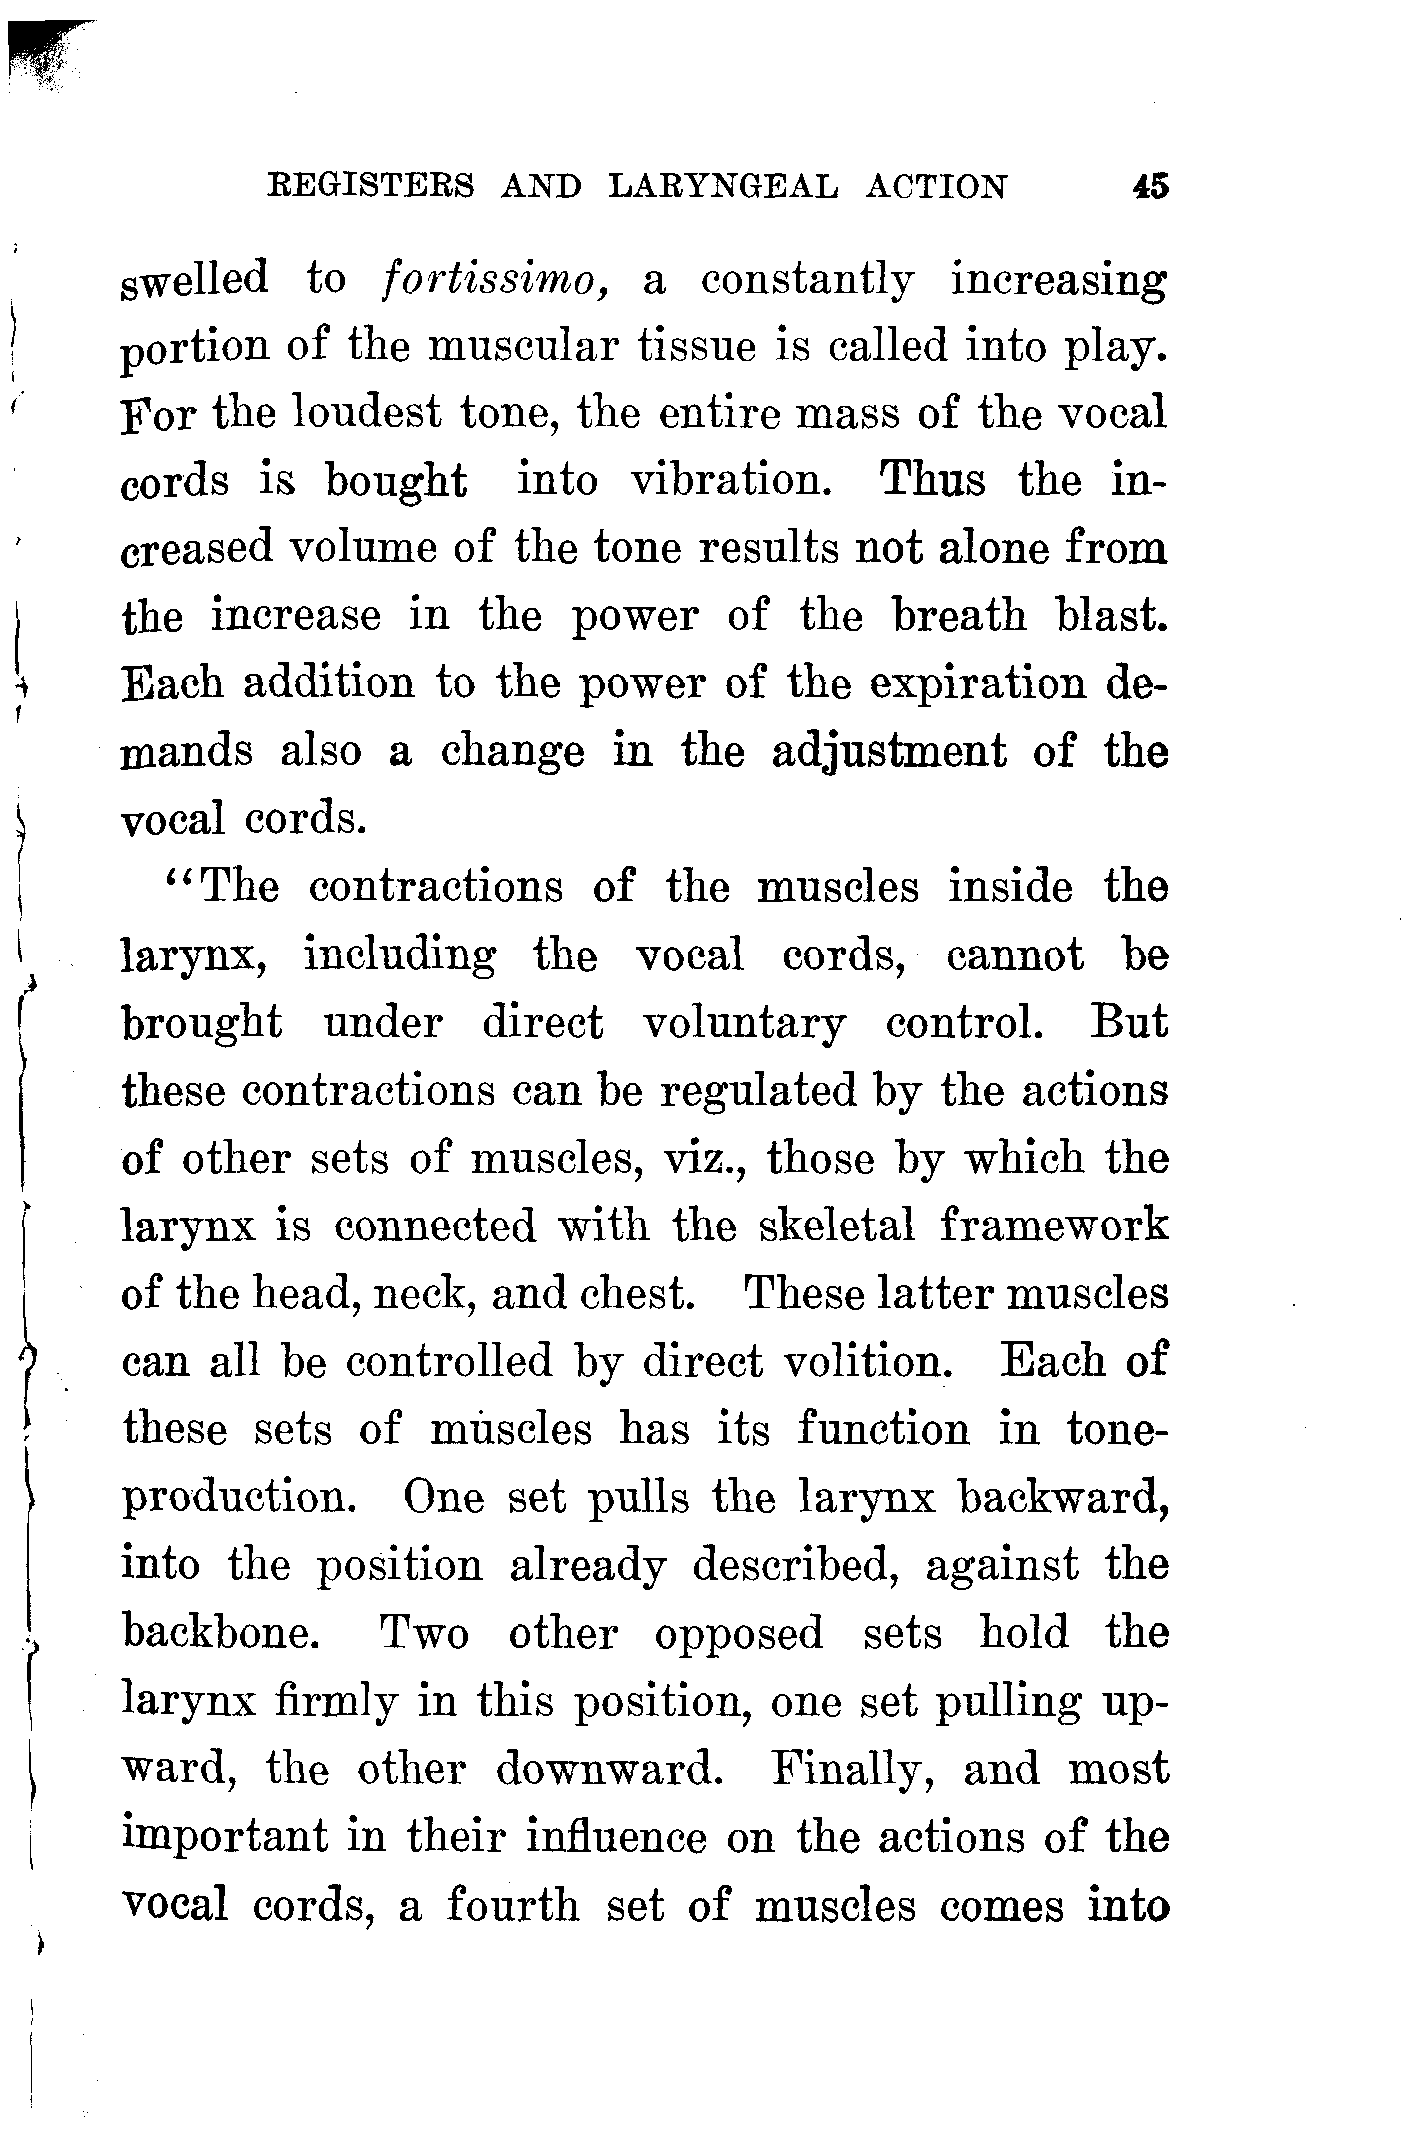 REGISTERS AND LARYNGEAL ACTION 45
swelled to fortissimo, a constantly increasing
portion of the muscular tissue is called into play.
For the loudest tone, the entire mass of the vocal
cords is bought into vibration. Thus the in-
creased volume of the tone results not alone from
the increase in the power of the breath blast.
Each addition to the power of the expiration de-
mands also a change in the adjustment of the
vocal cords.
“The contractions of the muscles inside the
larynx, including the vocal cords, cannot be
brought under direct voluntary control. But
these contractions can be regulated by the actions
of other sets of muscles, viz., those by which the
larynx is connected with the skeletal framework
of the head, neck, and chest. These latter muscles
can all be controlled by direct volition. Each of
these sets of muscles has its function in tone-
production. One set pulls the larynx backward,
into the position already described, against the
backbone. Two other opposed sets hold the
larynx firmly in this position, one set pulling up-
ward, the other downward. Finally, and most
important in their influence on the actions of the
vocal cords, a fourth set of muscles comes into